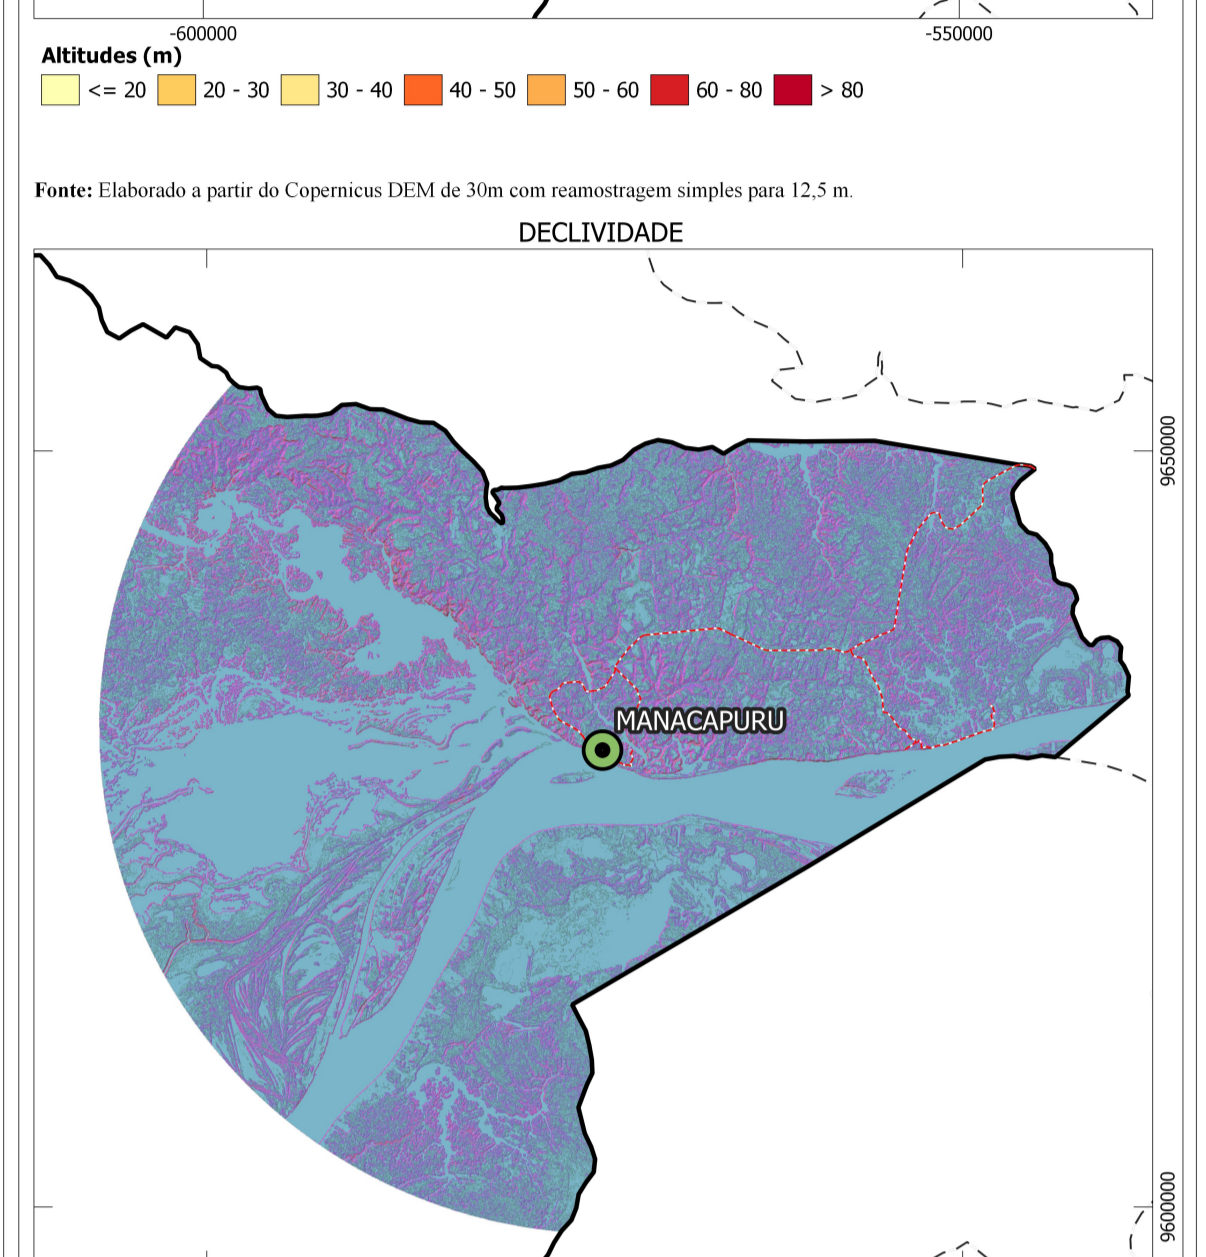 -600000 -550000
Altitudes (m)
<= 20 20 - 30 30 - 40 40 - 50 50 - 60 60 - 80 > 80
Fonte: Elaborado a partir do Copernicus DEM de 30m com reamostragem simples para 12,5 m.
DECLIVIDADE
9650000
MANACAPURU
9600000